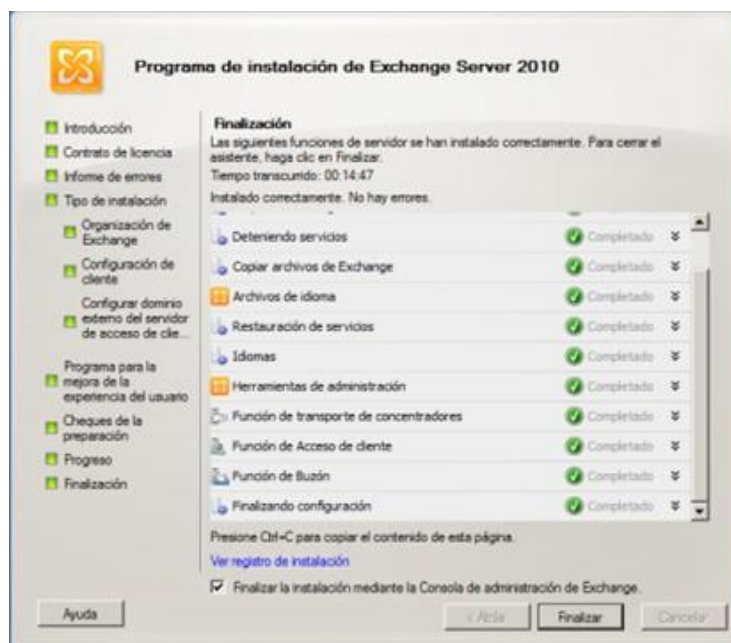 Programa de instalación de Exchange Server 2010
Introducción
Contrato de licencia
Informe de errores
Tipo de instalación
Organización de
Exchange
Configuración de
cliente
Configurar dominio
externo del servidor
de acceso de clie...
Programa para la
mejora de la
experiencia del usuario
Cheques de la
preparación
Progreso
Finalización
Finalización
Las siguientes funciones de servidor se han instalado correctamente. Para cerrar el
asistente, haga clic en Finalizar.
Tiempo transcurrido: 00:14:47
Instalado correctamente. No hay errores.
Deteniendo servicios Completado
Copiar archivos de Exchange Completado
Archivos de idioma Completado
Restauración de servicios Completado
Idiomas Completado
Herramientas de administración Completado
Función de transporte de concentradores Completado
Función de Acceso de cliente Completado
Función de Buzón Completado
Finalizando configuración Completado
Presione Ctrl+C para copiar el contenido de esta página.
Ver registro de instalación
Finalizar la instalación mediante la Consola de administración de Exchange.
Ayuda
< Atrás
Finalizar
Cancelar